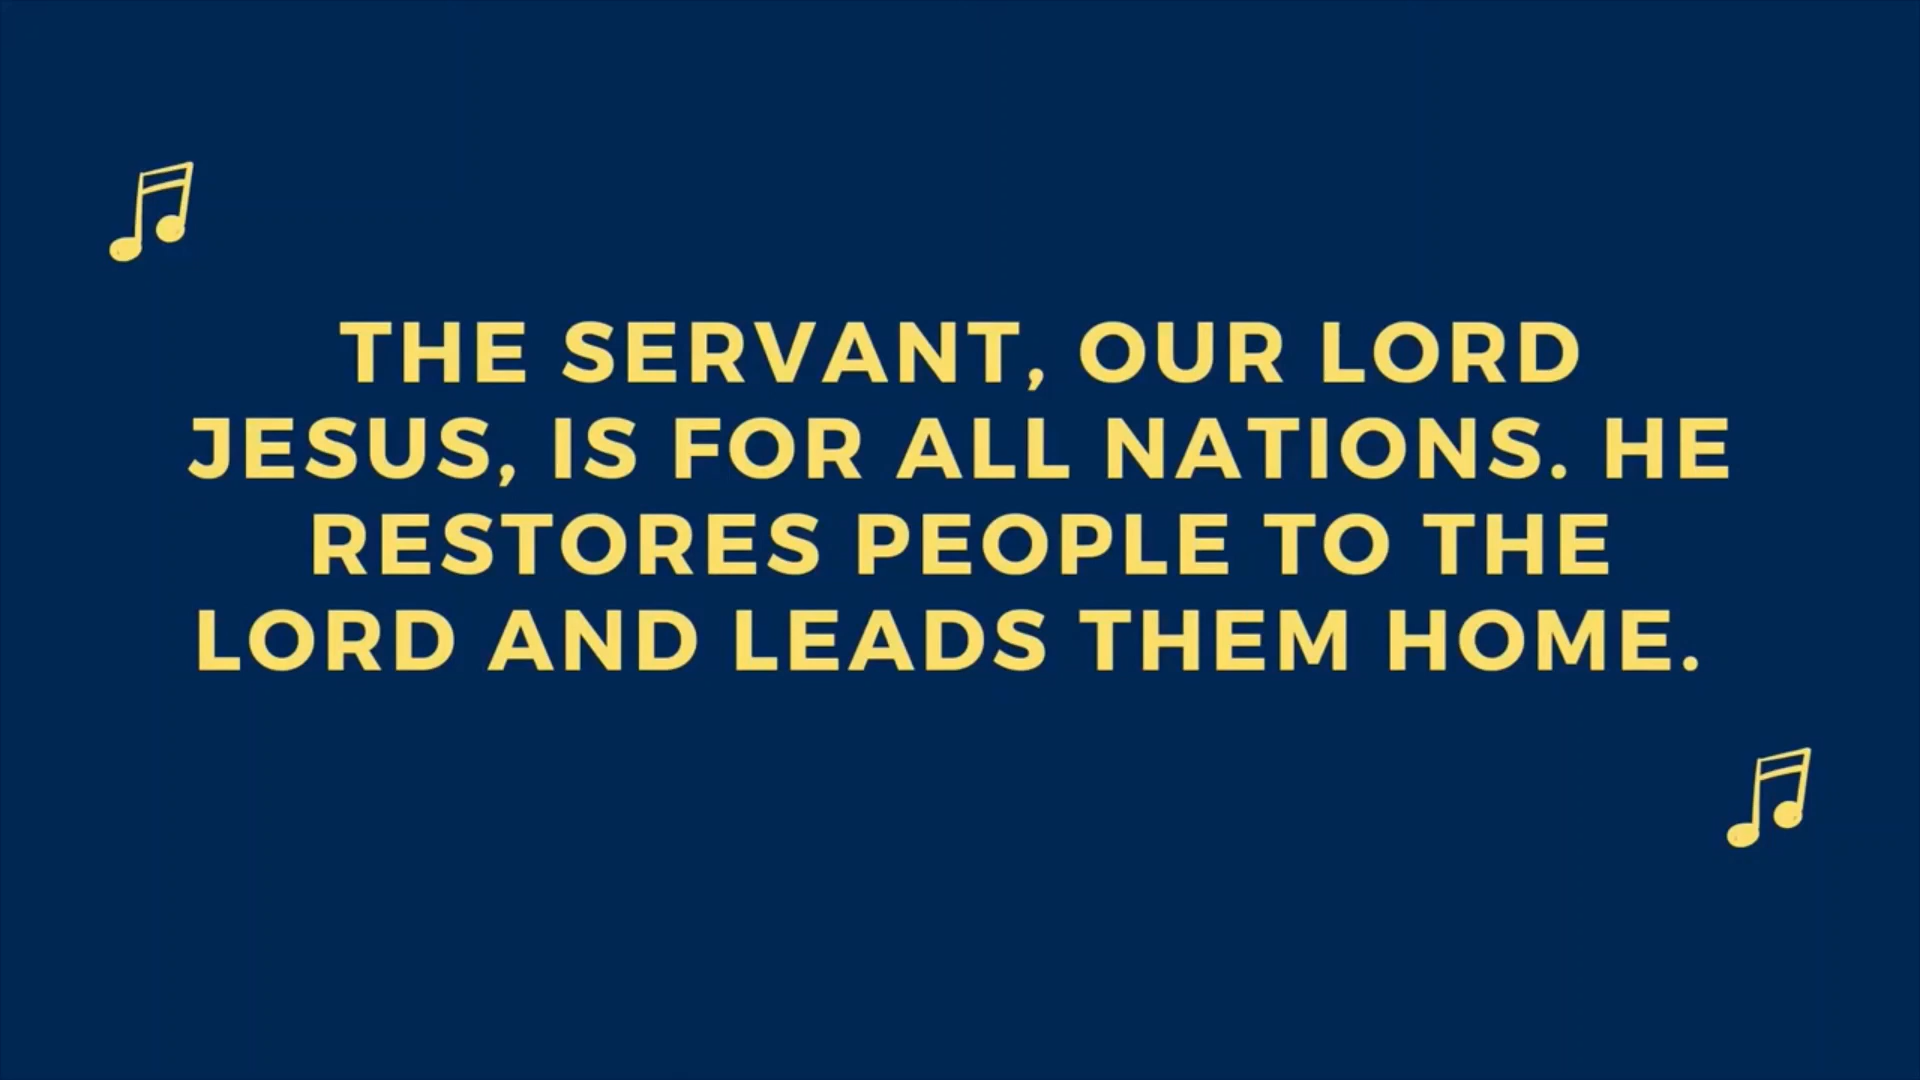 THE SERVANT, OUR LORD
JESUS, IS FOR ALL NATIONS. HE
RESTORES PEOPLE TO THE
LORD AND LEADS THEM HOME.